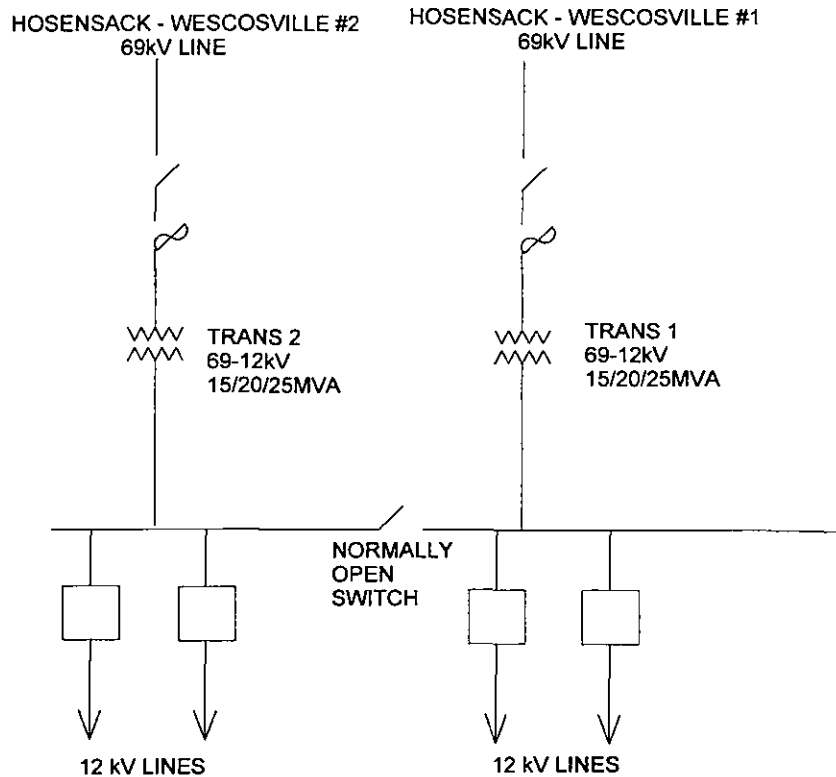 HOSENSACK - WESCOSVILLE #2
69kV LINE
HOSENSACK - WESCOSVILLE #1
69kV LINE
TRANS 2
69-12kV
15/20/25MVA
TRANS 1
69-12kV
15/20/25MVA
NORMALLY
OPEN
SWITCH
12 kV LINES
12 kV LINES